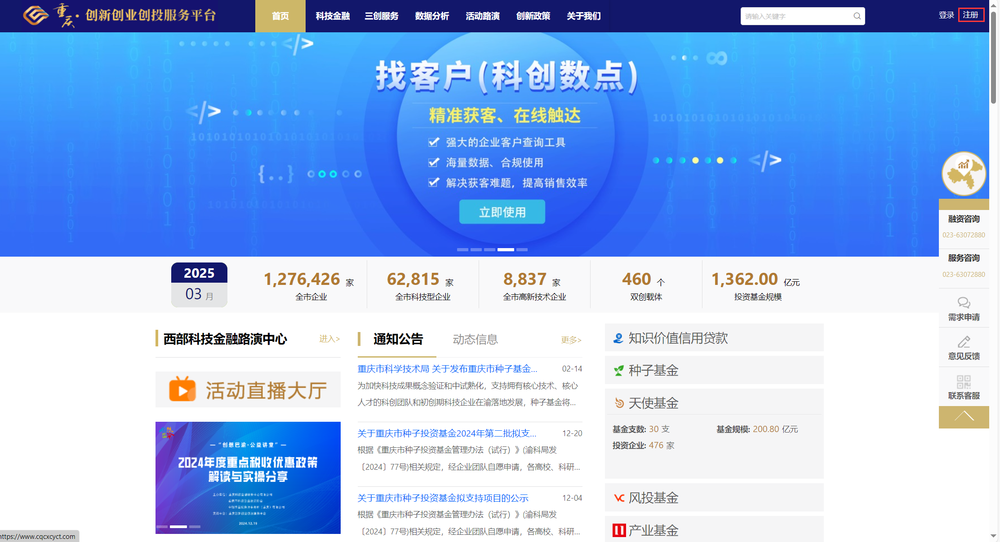 重庆·创新创业创投服务平台
首页 科技金融 三创服务 数据分析 活动路演 创新政策 关于我们
请输入关键字
登录 注册
找客户(科创数点)
精准获客、在线触达
强大的企业客户查询工具
海量数据、合规使用
解决获客难题，提高销售效率
立即使用
融资咨询
023-63072880
服务咨询
023-63072880
需求申请
意见反馈
联系客服
2025
03 月
1,276,426 家
全市企业
62,815 家
全市科技型企业
8,837 家
全市高新技术企业
460 个
双创载体
1,362.00 亿元
投资基金规模
西部科技金融路演中心 进入>
活动直播大厅
—“创想巴渝·公益讲堂”—
2024年度重点税收优惠政策
解读与实操分享
2024.12.19
通知公告 动态信息 更多>
重庆市科学技术局 关于发布重庆市种子基金... 02-14
为加快科技成果概念验证和中试熟化，支持拥有核心技术、核心
人才的科创团队和初创期科技企业在渝落地发展，种子基金将...
关于重庆市种子投资基金2024年第二批拟支... 12-20
根据《重庆市种子投资基金管理办法（试行）》(渝科局发
〔2024〕77号)相关规定，经企业团队自愿申请，各高校、科研...
关于重庆市种子投资基金拟支持项目的公示 12-04
根据《重庆市种子投资基金管理办法（试行）》(渝科局发
〔2024〕77号)相关规定，经企业团队自愿申请，各高校、科研...
知识价值信用贷款
种子基金
天使基金
基金支数: 30 支 基金规模: 200.80 亿元
投资企业: 476 家
VC 风投基金
产业基金
https://www.cqcxcyct.com